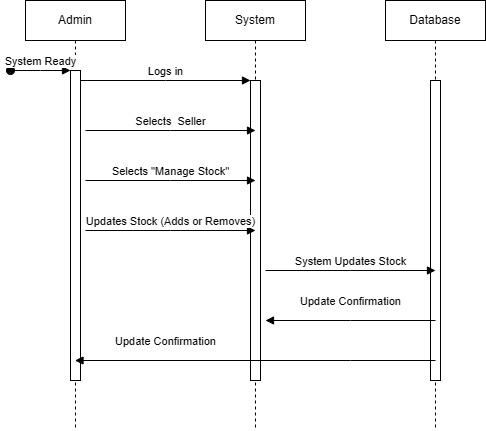 Admin
System
Database
System Ready
Logs in
Selects  Seller
Selects "Manage Stock"
Updates Stock (Adds or Removes)
System Updates Stock
Update Confirmation
Update Confirmation